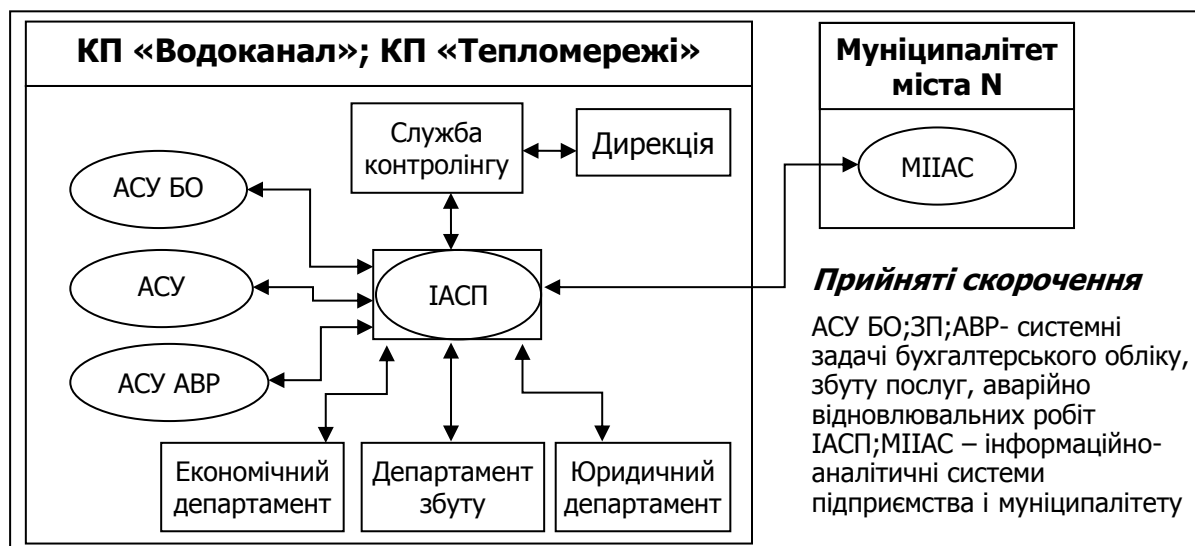 КП «Водоканал»; КП «Тепломережі»
Муніципалітет
міста N
Служба
контролінгу
Дирекція
МІІАС
АСУ БО
АСУ
ІАСП
АСУ АВР
Економічний
департамент
Департамент
збуту
Юридичний
департамент
Прийняті скорочення
АСУ БО;ЗП;АВР- системні
задачі бухгалтерського обліку,
збуту послуг, аварійно
відновлювальних робіт
ІАСП;МІІАС – інформаційно-
аналітичні системи
підприємства і муніципалітету